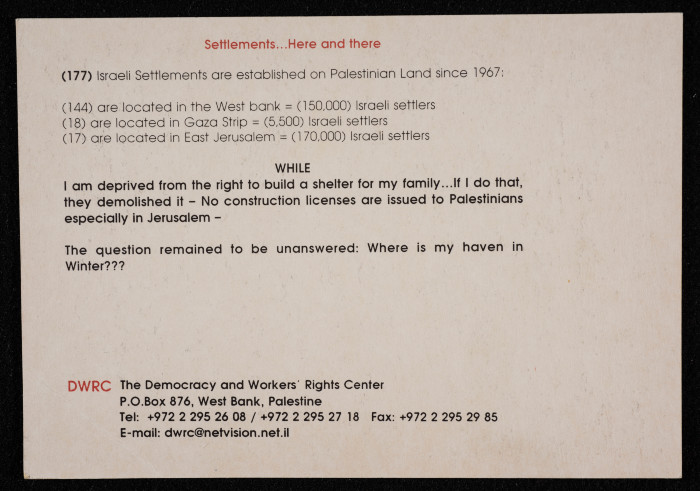 Settlements...Here and there
(177) Israeli Settlements are established on Palestinian Land since 1967:
(144) are located in the West bank = (150,000) Israeli settlers
(18) are located in Gaza Strip = (5,500) Israeli settlers
(17) are located in East Jerusalem = (170,000) Israeli settlers
WHILE
I am deprived from the right to build a shelter for my family...If I do that,
they demolished it – No construction licenses are issued to Palestinians
especially in Jerusalem –
The question remained to be unanswered: Where is my haven in
Winter???
DWRC The Democracy and Workers' Rights Center
P.O.Box 876, West Bank, Palestine
Tel: +972 2 295 26 08 / +972 2 295 27 18 Fax: +972 2 295 29 85
E-mail: dwrc@netvision.net.il